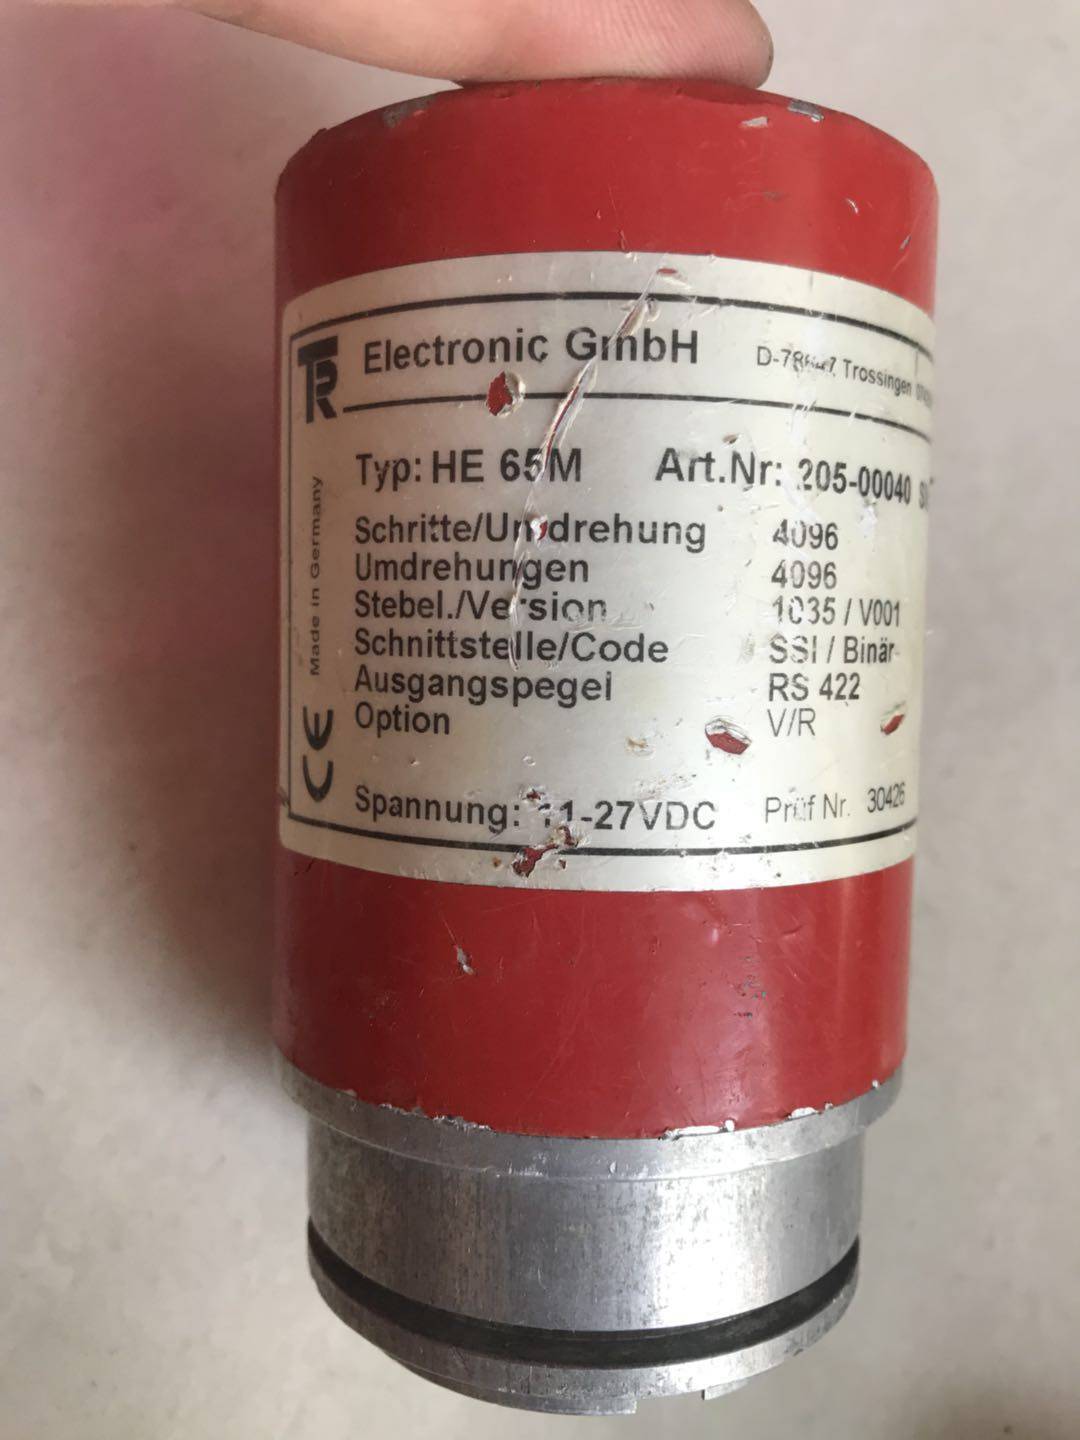 TR Electronic GmbH
Trossingen
Typ: HE 65M Art.Nr: 205-00040
Schritte/Umdrehung 4096
Umdrehungen 4096
Stebel./Version 1035 / V001
Schnittstelle/Code SSI / Binär
Ausgangspegel RS 422
Option V/R
Spannung: 11-27VDC Prüf Nr. 30426
Made in Germany
CE